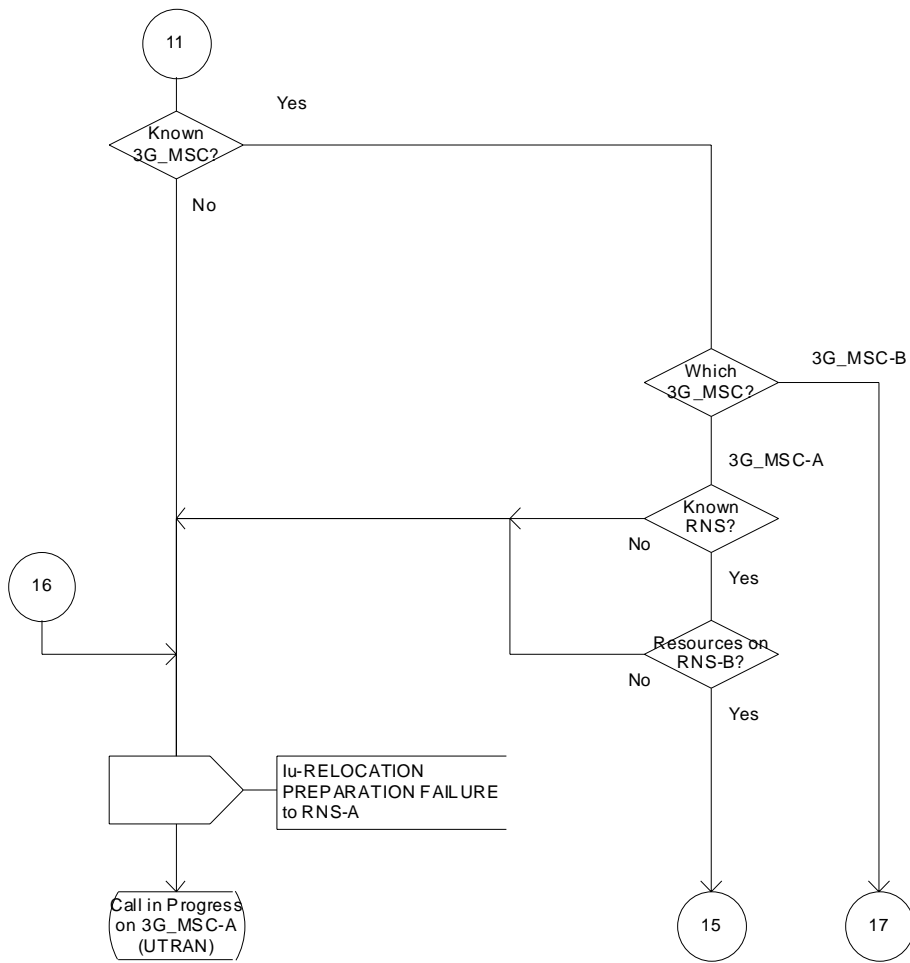 11
Yes
Known
3G_MSC?
No
3G_MSC-B
Which
3G_MSC?
3G_MSC-A
Known
RNS?
No
Yes
16
Resources on
RNS-B?
No
Yes
Iu-RELOCATION
PREPARATION FAILURE
to RNS-A
Call in Progress
on 3G_MSC-A
(UTRAN)
15
17